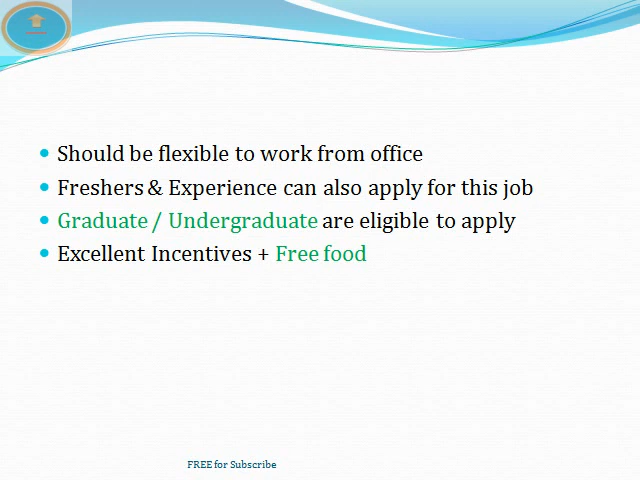 Should be flexible to work from office
Freshers & Experience can also apply for this job
Graduate / Undergraduate are eligible to apply
Excellent Incentives + Free food
FREE for Subscribe